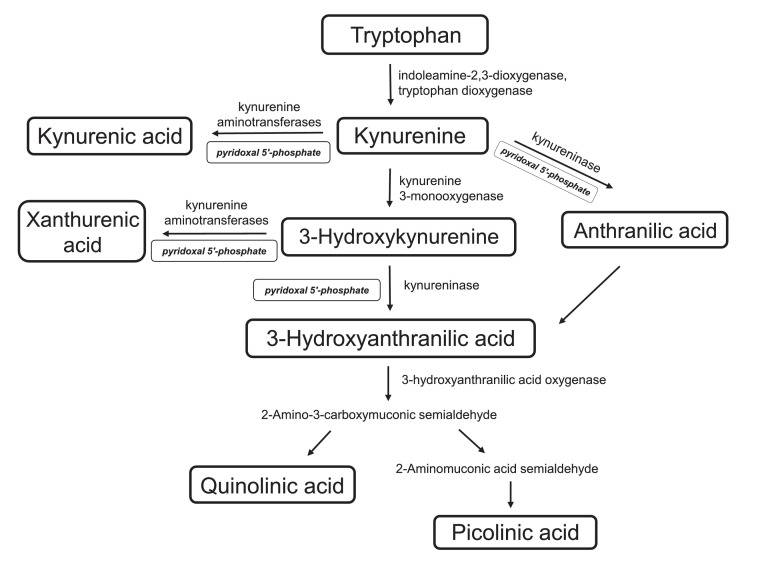 Tryptophan
indoleamine-2,3-dioxygenase,
tryptophan dioxygenase
kynurenine
aminotransferases
Kynurenic acid
pyridoxal 5'-phosphate
Kynurenine
kynureninase
pyridoxal 5'-phosphate
kynurenine
3-monooxygenase
kynurenine
aminotransferases
Xanthurenic
acid
pyridoxal 5'-phosphate
3-Hydroxykynurenine
Anthranilic acid
pyridoxal 5'-phosphate
kynureninase
3-Hydroxyanthranilic acid
3-hydroxyanthranilic acid oxygenase
2-Amino-3-carboxymuconic semialdehyde
Quinolinic acid
2-Aminomuconic acid semialdehyde
Picolinic acid